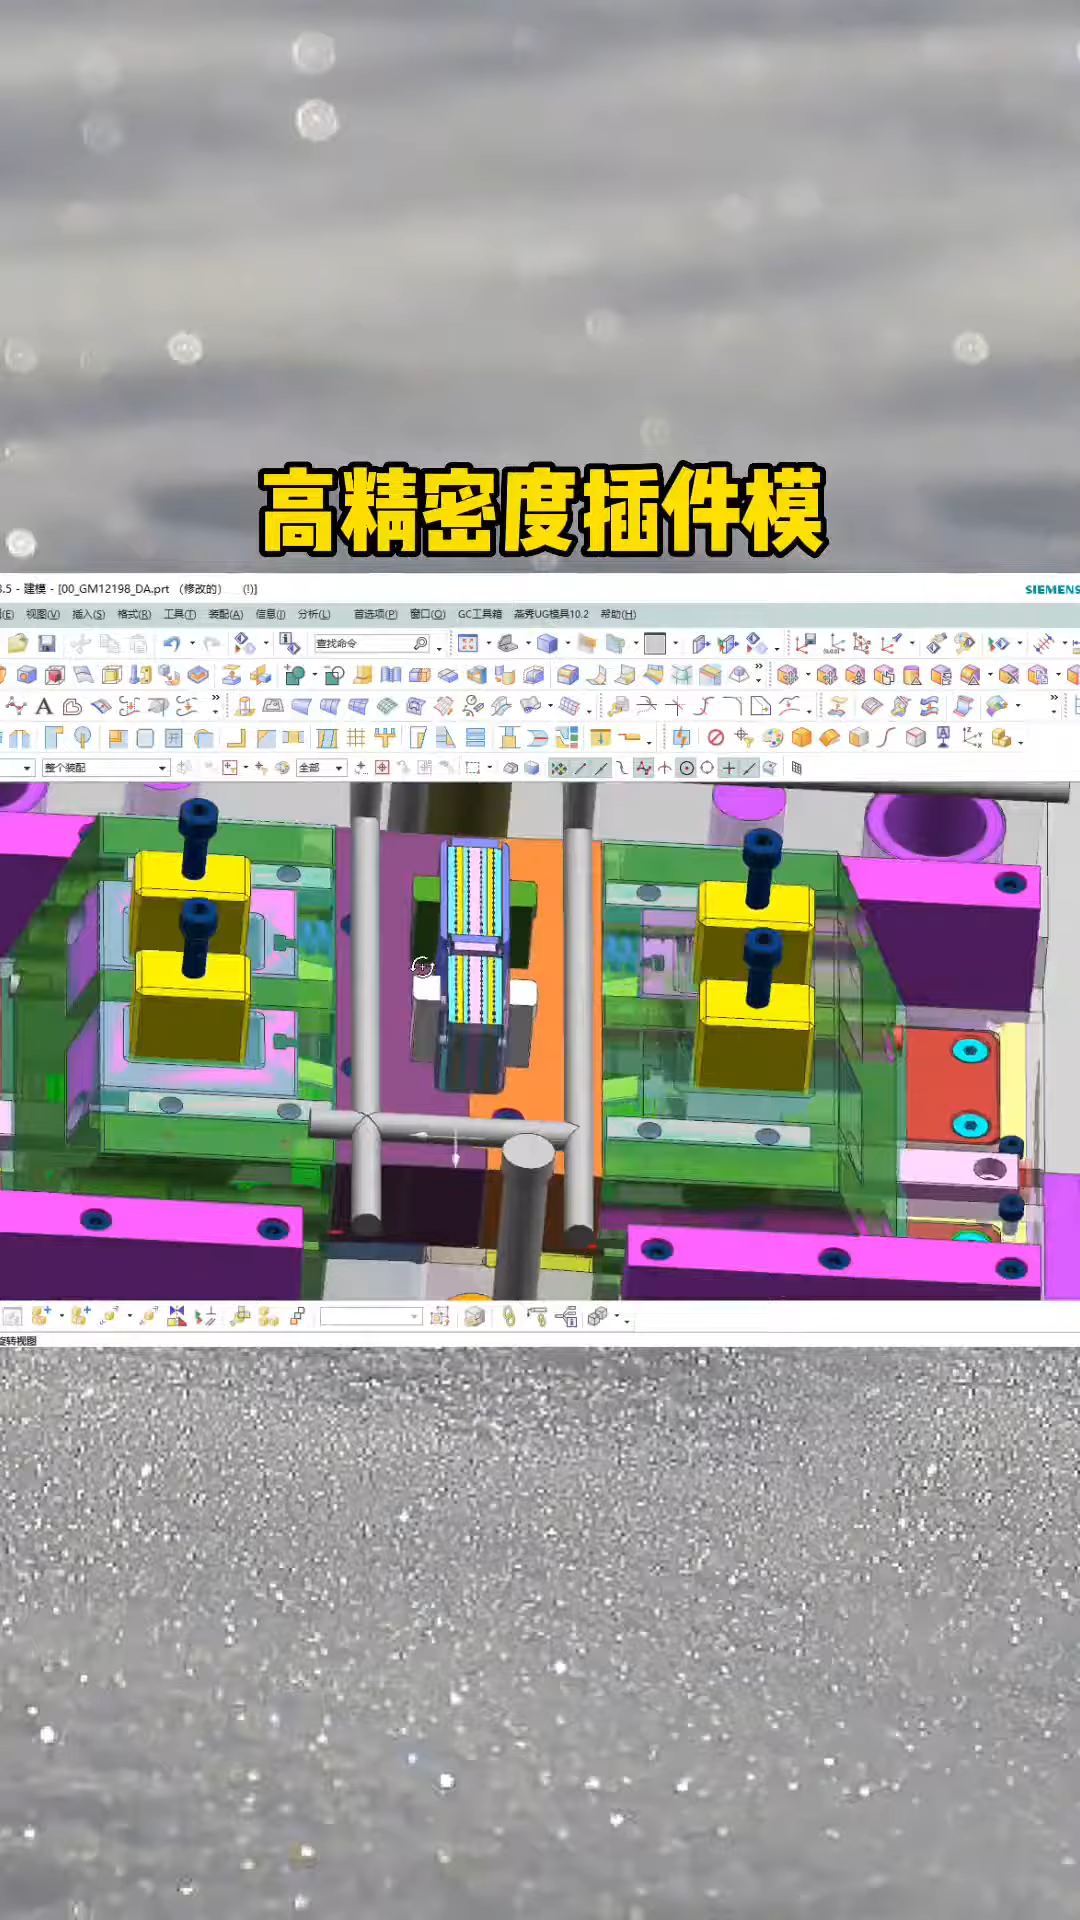 高精密度插件模
3.5 - 建模 - [00_GM12198_DA.prt （修改的） (!)]
SIEMENS
(E) 视图(V) 插入(S) 格式(R) 工具(T) 装配(A) 信息(I) 分析(L) 首选项(P) 窗口(O) GC工具箱 燕秀UG模具10.2 帮助(H)
查找命令
整个装配 全部
旋转视图